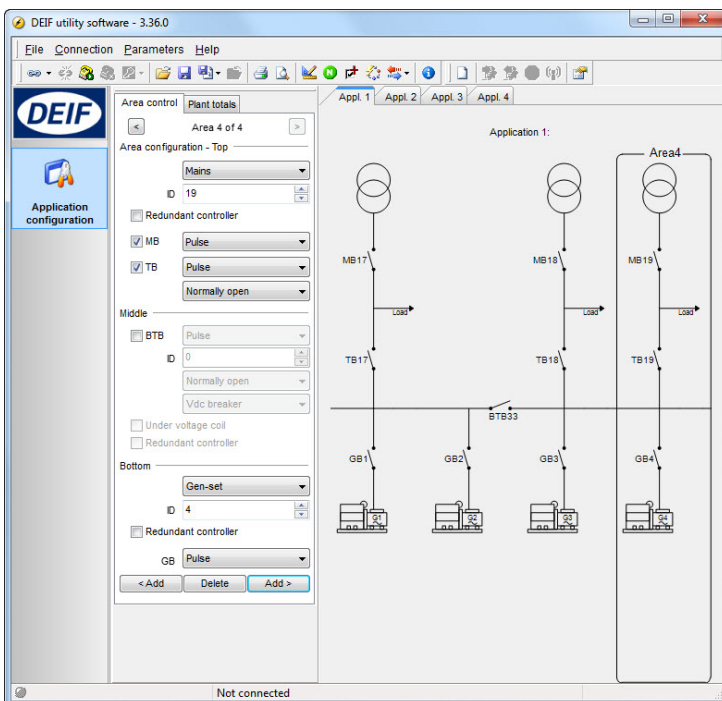 DEIF utility software - 3.36.0
File Connection Parameters Help
DEIF
Application
configuration
Area control Plant totals
< Area 4 of 4 >
Area configuration - Top
Mains
ID 19
Redundant controller
MB Pulse
TB Pulse
Normally open
Middle
BTB Pulse
ID 0
Normally open
Vdc breaker
Under voltage coil
Redundant controller
Bottom
Gen-set
ID 4
Redundant controller
GB Pulse
< Add Delete Add >
Appl. 1 Appl. 2 Appl. 3 Appl. 4
Application 1:
Area4
MB17 MB18 MB19
Load Load Load
TB17 TB18 TB19
BTB33
GB1 GB2 GB3 GB4
G1 G2 G3 G4
Not connected